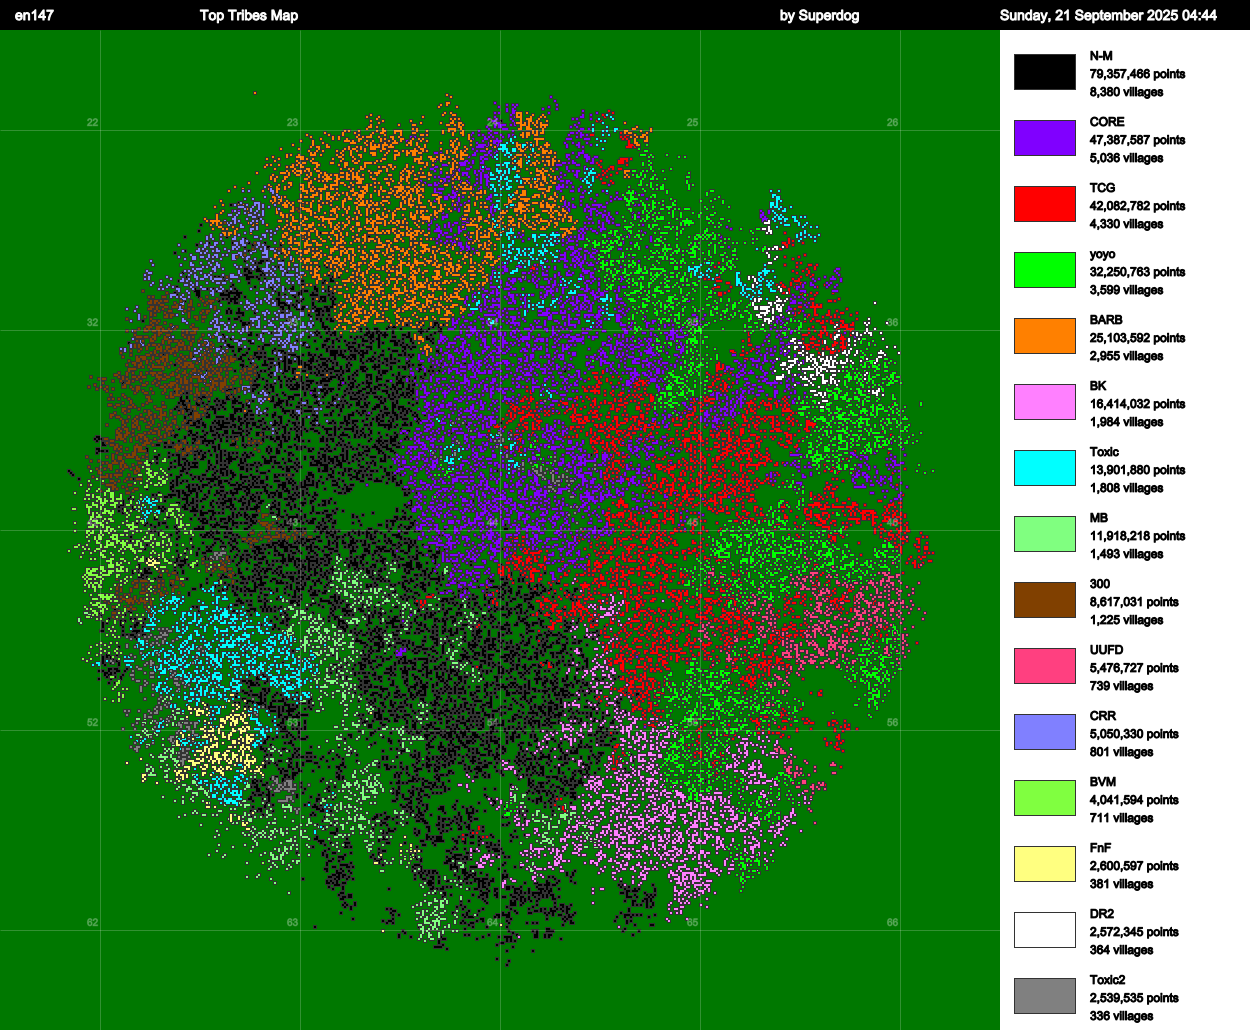 en147 Top Tribes Map by Superdog Sunday, 21 September 2025 04:44
N-M
79,357,466 points
8,380 villages
CORE
47,387,587 points
5,036 villages
TCG
42,082,782 points
4,330 villages
yoyo
32,250,763 points
3,599 villages
BARB
25,103,592 points
2,955 villages
BK
16,414,032 points
1,984 villages
Toxic
13,901,880 points
1,808 villages
MB
11,918,218 points
1,493 villages
300
8,617,031 points
1,225 villages
UUFD
5,476,727 points
739 villages
CRR
5,050,330 points
801 villages
BVM
4,041,594 points
711 villages
FnF
2,600,597 points
381 villages
DR2
2,572,345 points
364 villages
Toxic2
2,539,535 points
336 villages
22 23 24 25 26
32 34 35 36
43 44 45 46
52 53 54 55 56
62 63 64 65 66